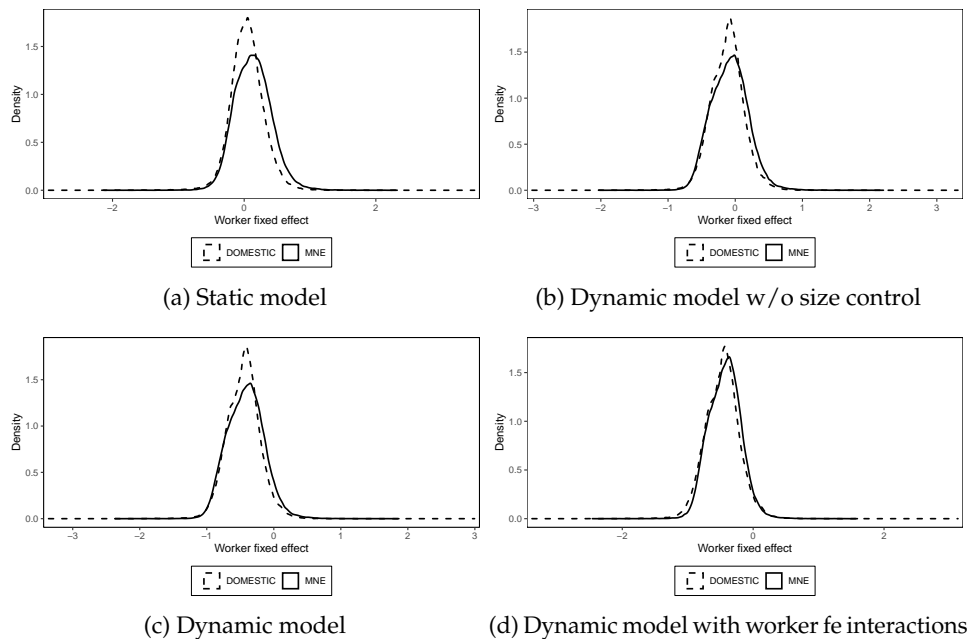 1.5
1.0
0.5
0.0
Density
-2 0 2
Worker fixed effect
DOMESTIC MNE
(a) Static model
1.5
1.0
0.5
0.0
Density
-3 -2 -1 0 1 2 3
Worker fixed effect
DOMESTIC MNE
(b) Dynamic model w/o size control
1.5
1.0
0.5
0.0
Density
-3 -2 -1 0 1 2 3
Worker fixed effect
DOMESTIC MNE
(c) Dynamic model
1.5
1.0
0.5
0.0
Density
-2 0 2
Worker fixed effect
DOMESTIC MNE
(d) Dynamic model with worker fe interactions